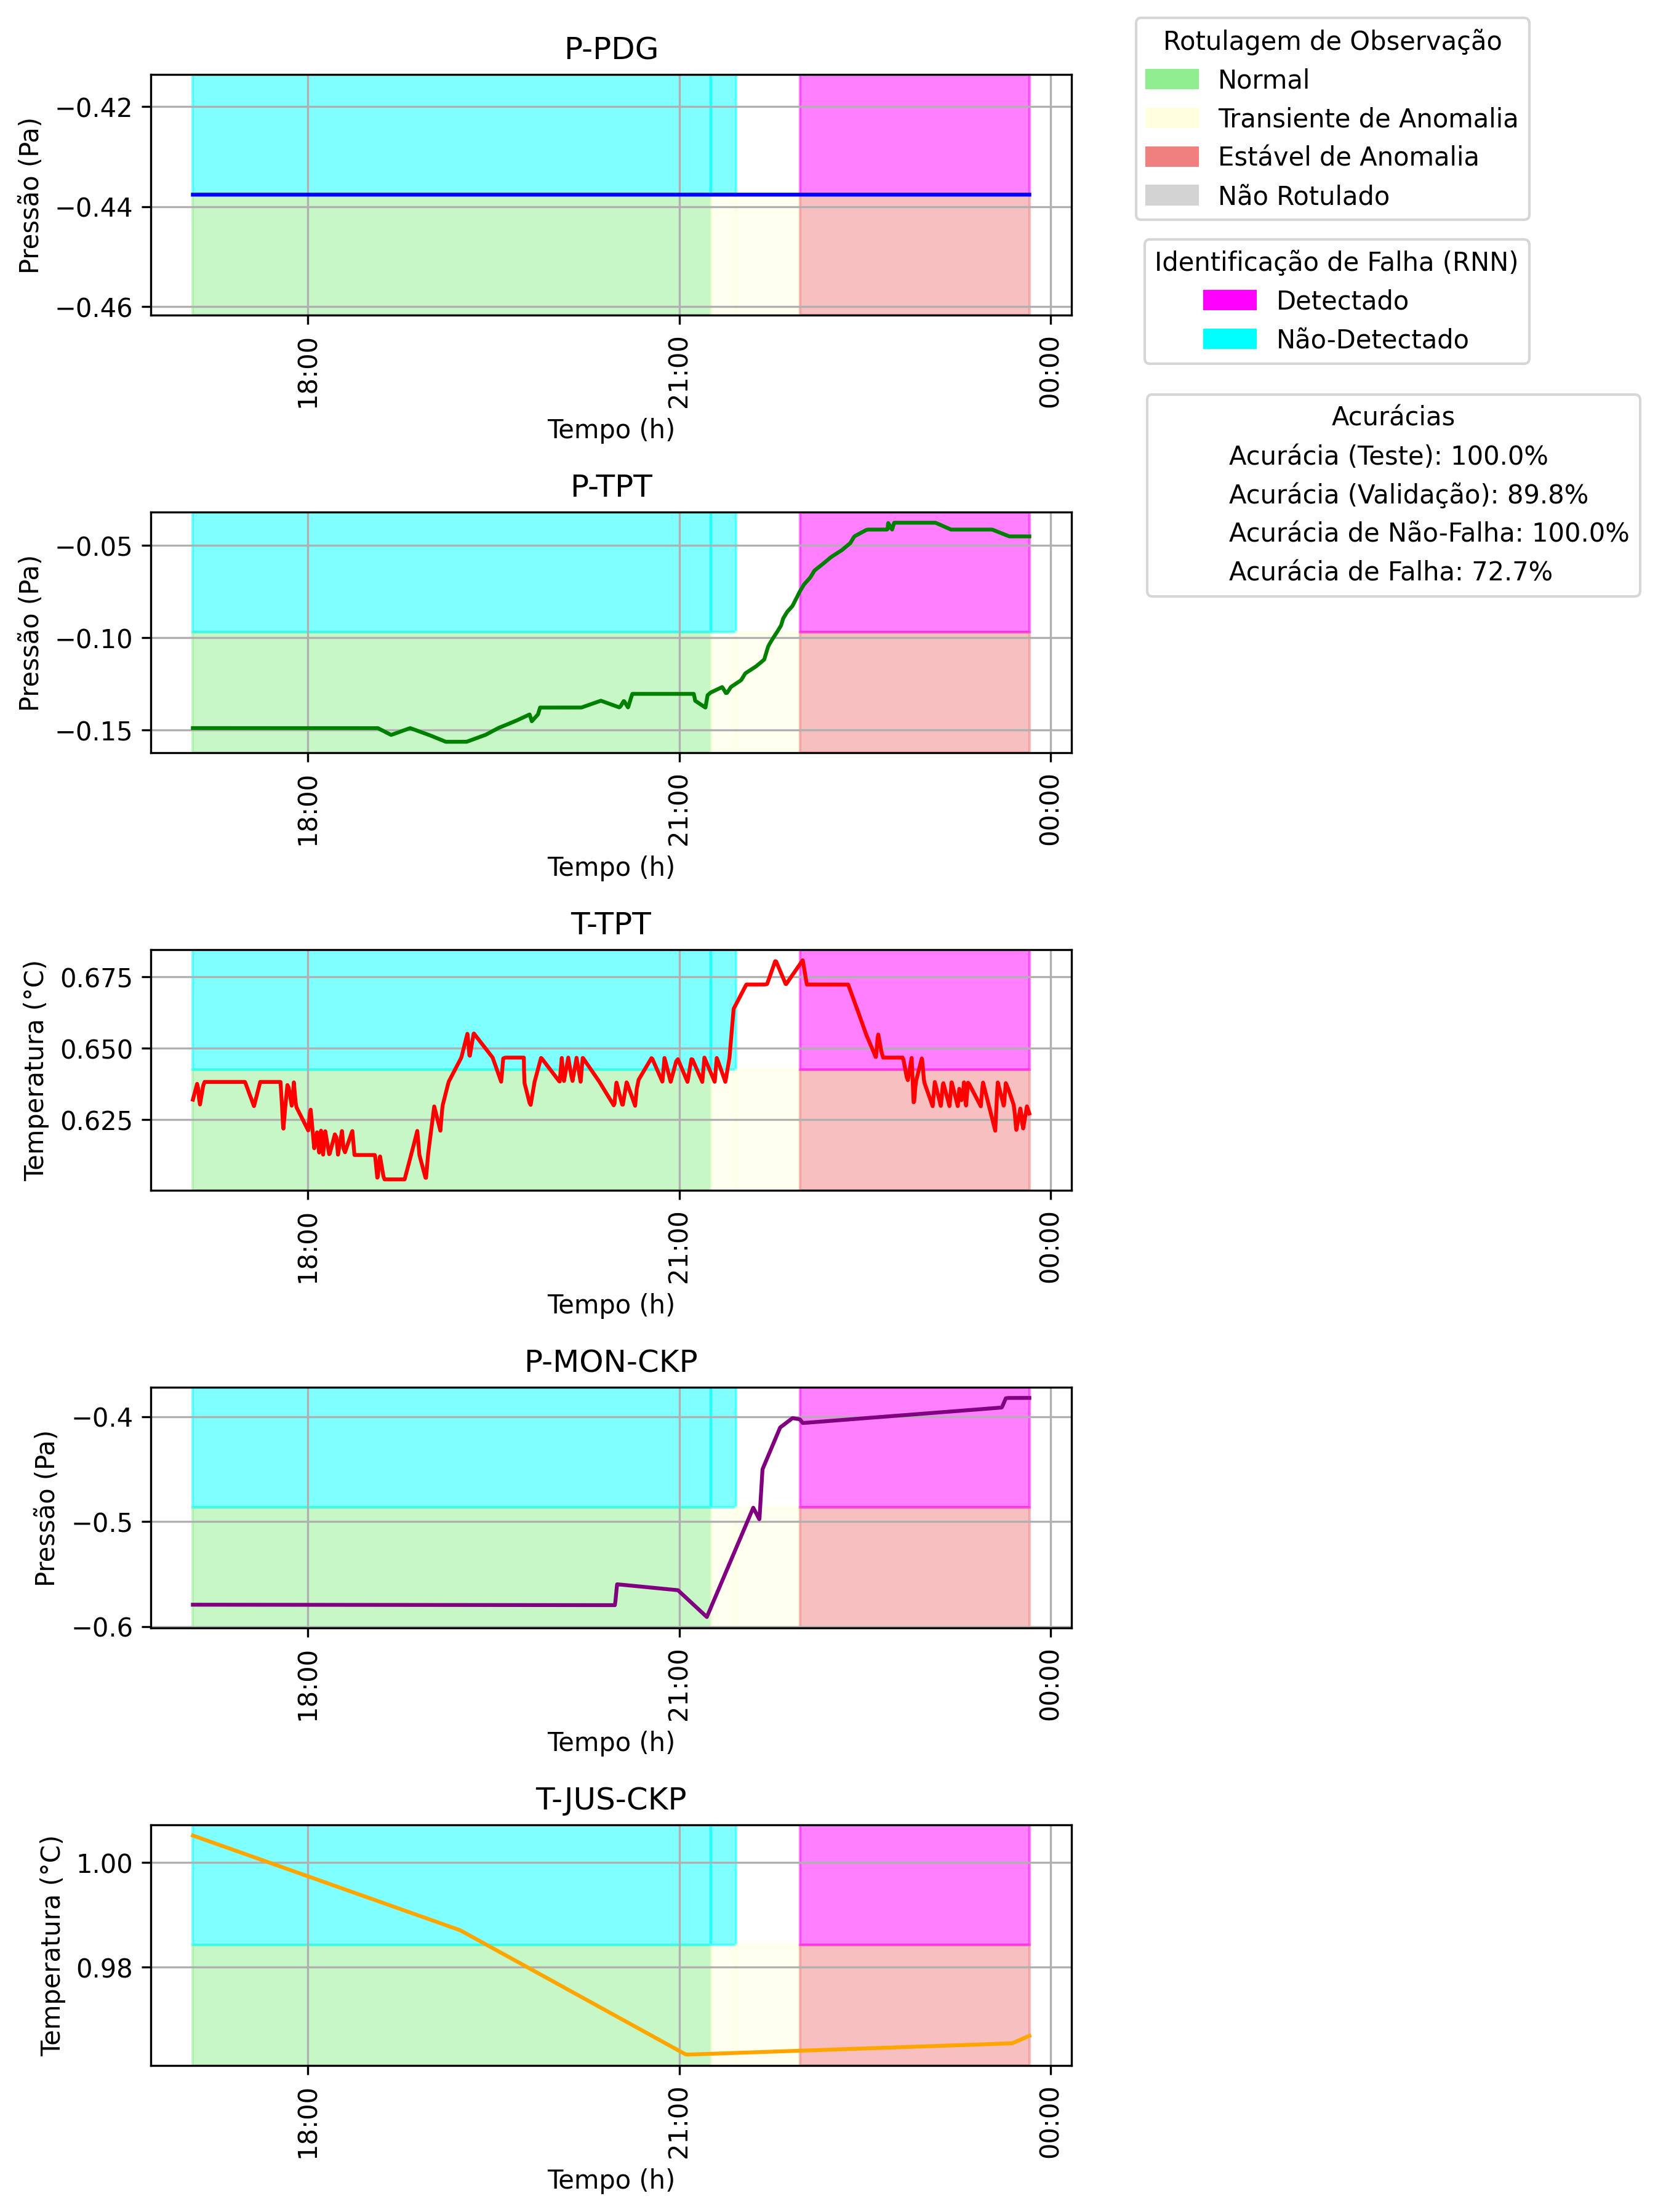 P-PDG
−0.42
−0.44
−0.46
Pressão (Pa)
18:00
21:00
00:00
Tempo (h)
Rotulagem de Observação
Normal
Transiente de Anomalia
Estável de Anomalia
Não Rotulado
Identificação de Falha (RNN)
Detectado
Não-Detectado
Acurácias
Acurácia (Teste): 100.0%
Acurácia (Validação): 89.8%
Acurácia de Não-Falha: 100.0%
Acurácia de Falha: 72.7%
P-TPT
−0.05
−0.10
−0.15
Pressão (Pa)
18:00
21:00
00:00
Tempo (h)
T-TPT
0.675
0.650
0.625
Temperatura (°C)
18:00
21:00
00:00
Tempo (h)
P-MON-CKP
−0.4
−0.5
−0.6
Pressão (Pa)
18:00
21:00
00:00
Tempo (h)
T-JUS-CKP
1.00
0.98
Temperatura (°C)
18:00
21:00
00:00
Tempo (h)